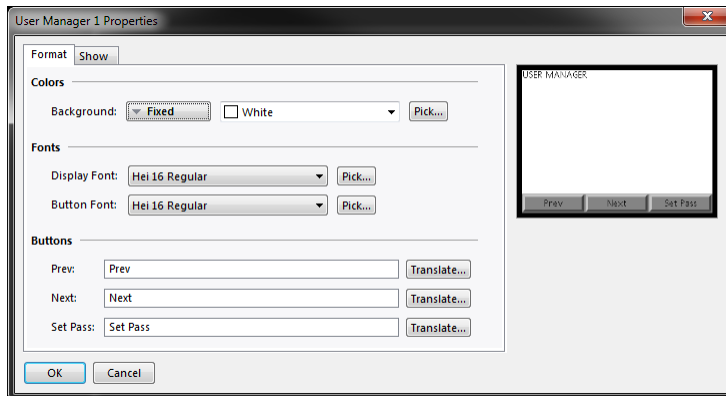 User Manager 1 Properties
Format Show
Colors
Background: Fixed White Pick...
Fonts
Display Font: Hei 16 Regular Pick...
Button Font: Hei 16 Regular Pick...
Buttons
Prev: Prev Translate...
Next: Next Translate...
Set Pass: Set Pass Translate...
OK Cancel
USER MANAGER
Prev Next Set Pass